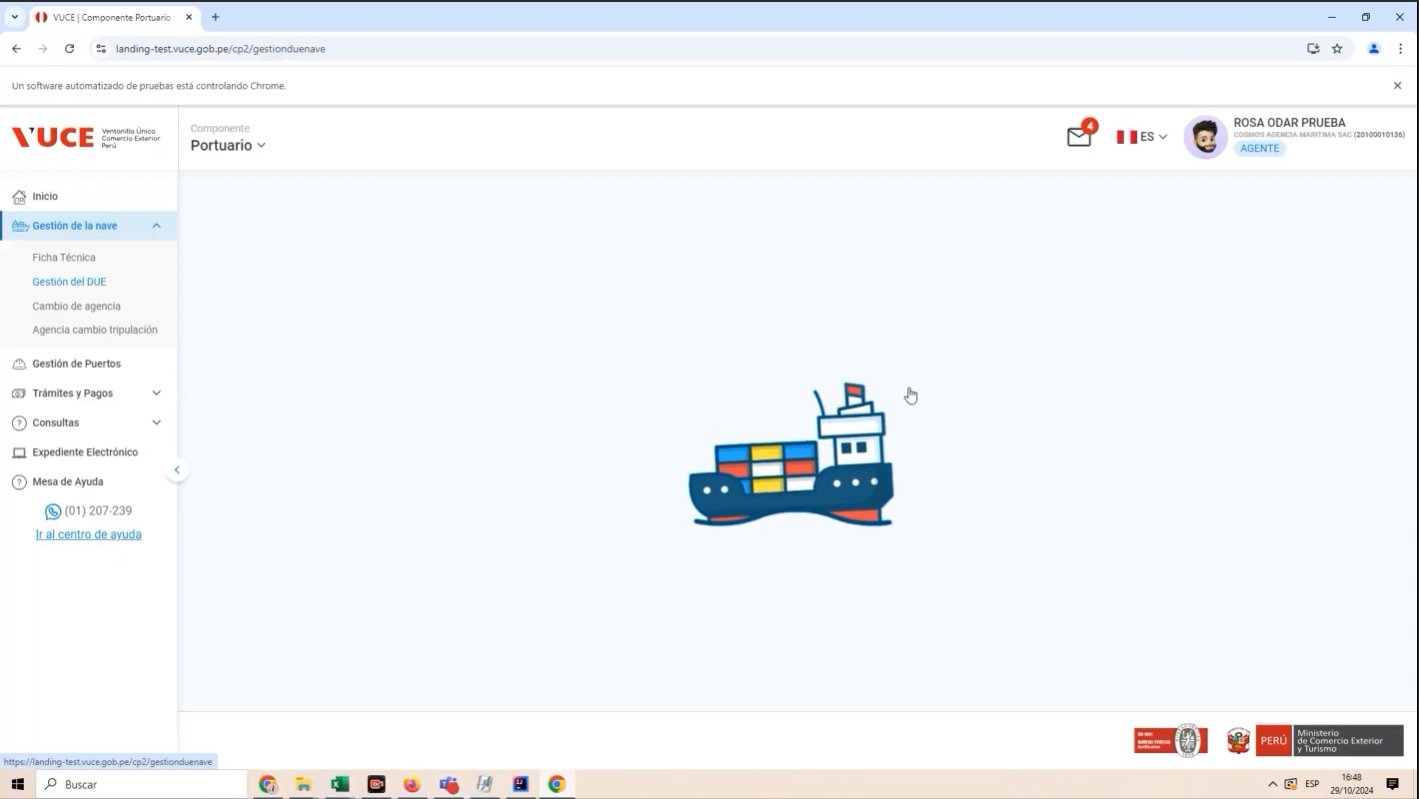 VUCE | Componente Portuario
landing-test.vuce.gob.pe/cp2/gestionduenave
Un software automatizado de pruebas está controlando Chrome.
VUCE
Ventanilla Única
Comercio Exterior
Perú
Componente
Portuario
4
ES
ROSA ODAR PRUEBA
COSMOS AGENCIA MARITIMA SAC (20100010136)
AGENTE
Inicio
Gestión de la nave
Ficha Técnica
Gestión del DUE
Cambio de agencia
Agencia cambio tripulación
Gestión de Puertos
Trámites y Pagos
Consultas
Expediente Electrónico
Mesa de Ayuda
(01) 207-239
Ir al centro de ayuda
BUREAU VERITAS
Certification
PERÚ
Ministerio
de Comercio Exterior
y Turismo
https://landing-test.vuce.gob.pe/cp2/gestionduenave
Buscar
ESP
16:48
29/10/2024